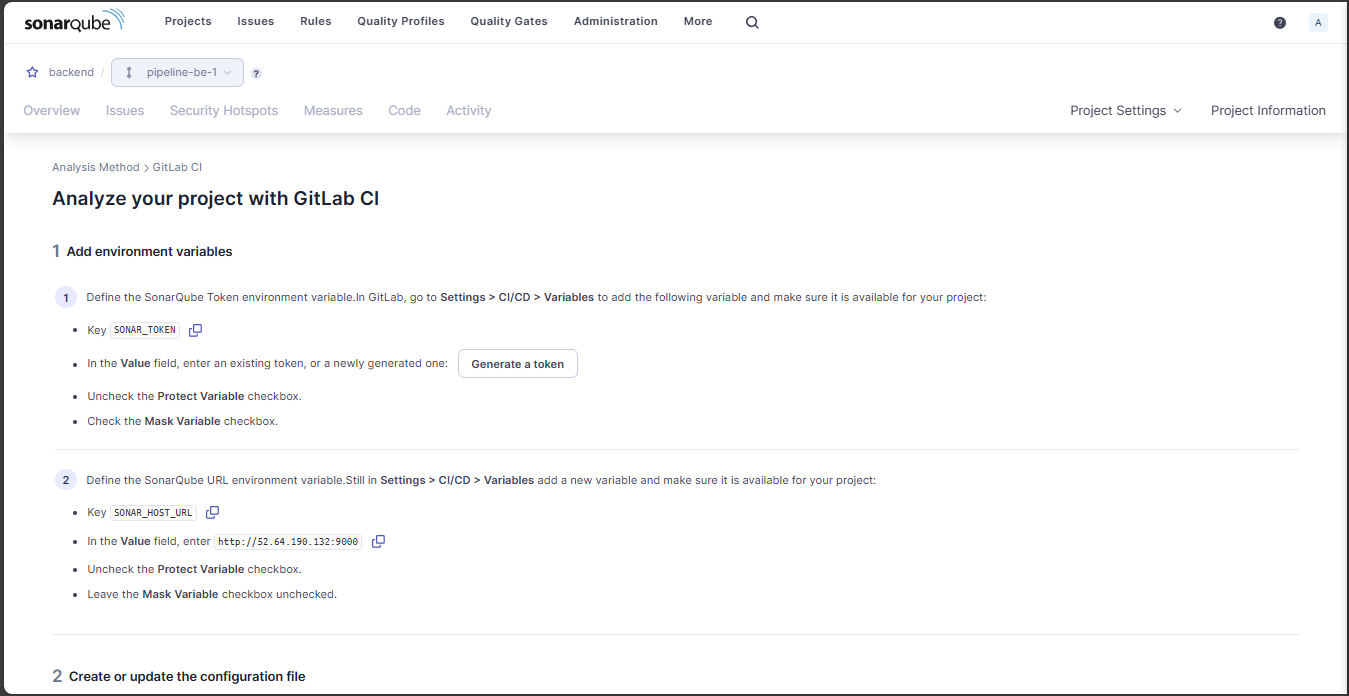 sonarqube Projects Issues Rules Quality Profiles Quality Gates Administration More ? A
backend / pipeline-be-1 ?
Overview Issues Security Hotspots Measures Code Activity Project Settings Project Information
Analysis Method > GitLab CI
Analyze your project with GitLab CI
1 Add environment variables
1 Define the SonarQube Token environment variable.In GitLab, go to Settings > CI/CD > Variables to add the following variable and make sure it is available for your project:
• Key SONAR_TOKEN
• In the Value field, enter an existing token, or a newly generated one: Generate a token
• Uncheck the Protect Variable checkbox.
• Check the Mask Variable checkbox.
2 Define the SonarQube URL environment variable.Still in Settings > CI/CD > Variables add a new variable and make sure it is available for your project:
• Key SONAR_HOST_URL
• In the Value field, enter http://52.64.190.132:9000
• Uncheck the Protect Variable checkbox.
• Leave the Mask Variable checkbox unchecked.
2 Create or update the configuration file